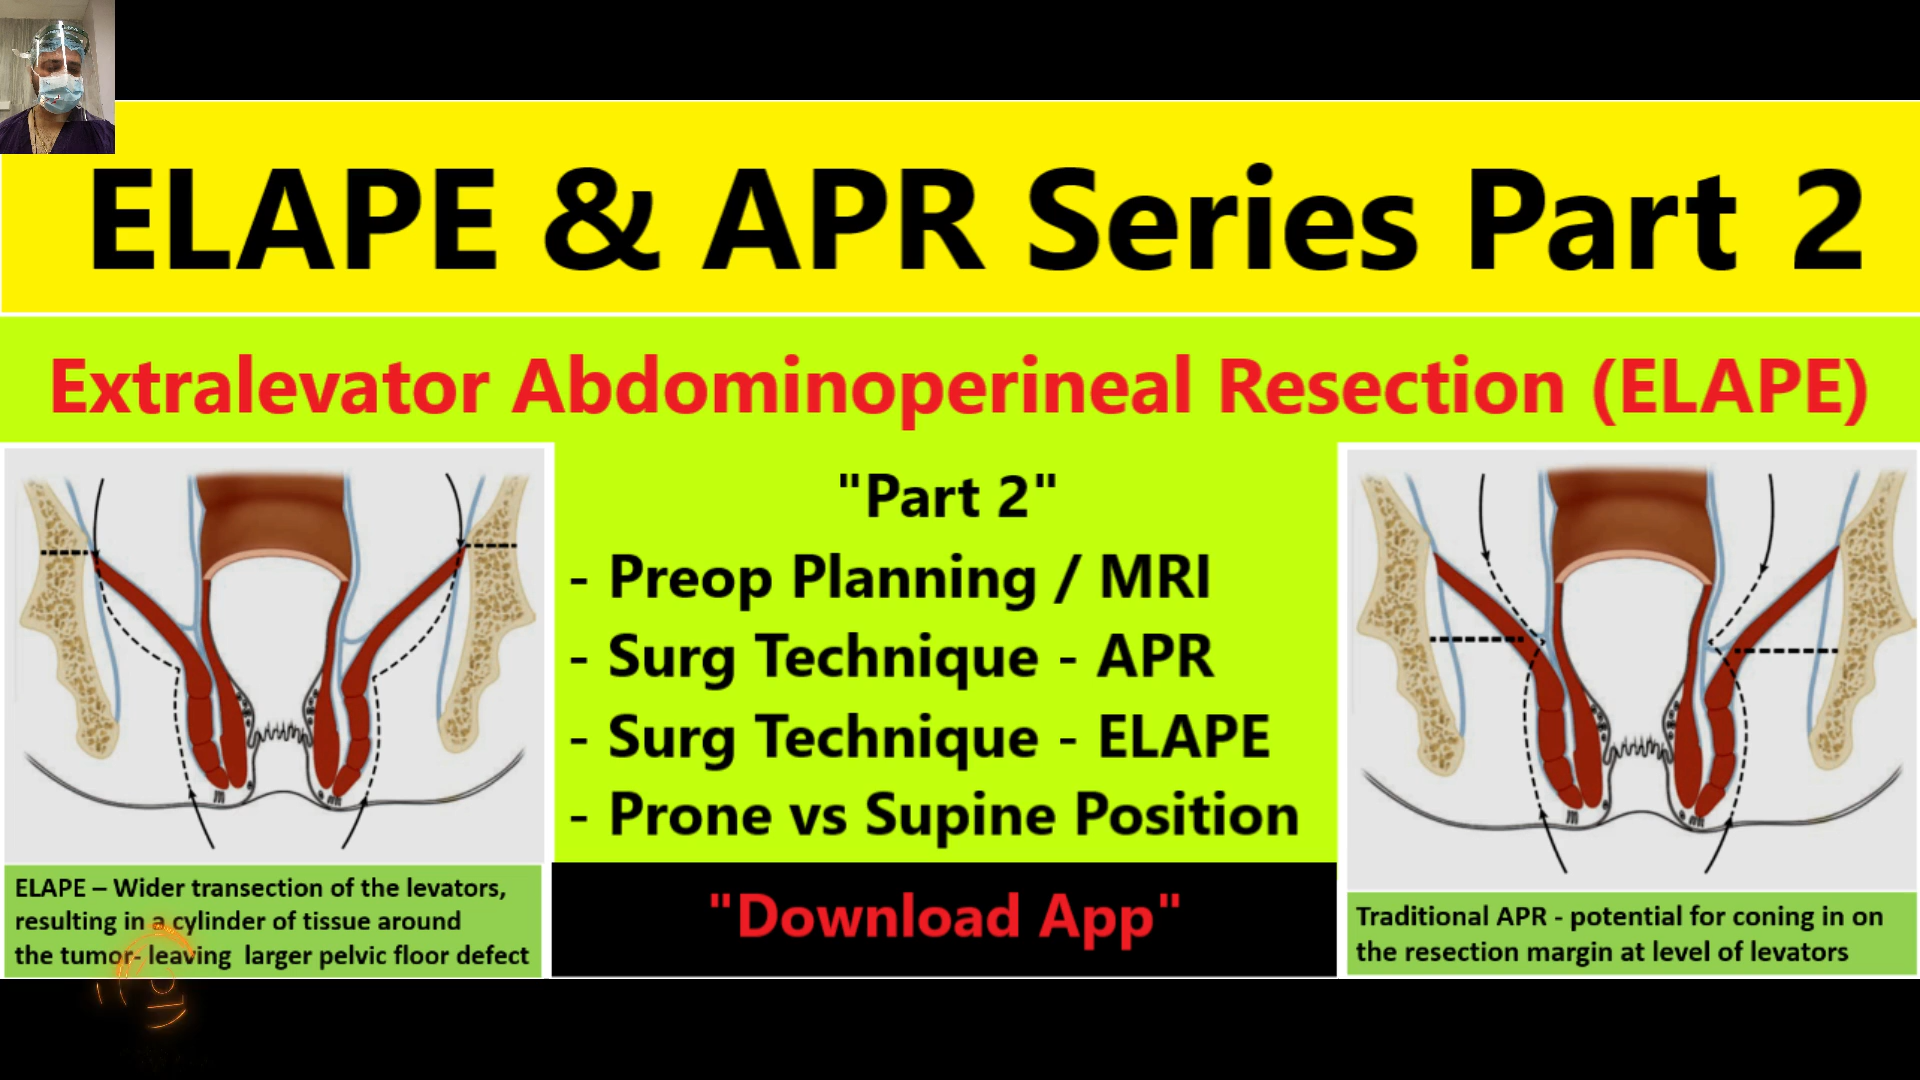 ELAPE & APR Series Part 2
Extralevator Abdominoperineal Resection (ELAPE)
"Part 2"
- Preop Planning / MRI
- Surg Technique - APR
- Surg Technique - ELAPE
- Prone vs Supine Position
"Download App"
ELAPE – Wider transection of the levators,
resulting in a cylinder of tissue around
the tumor- leaving larger pelvic floor defect
Traditional APR - potential for coning in on
the resection margin at level of levators